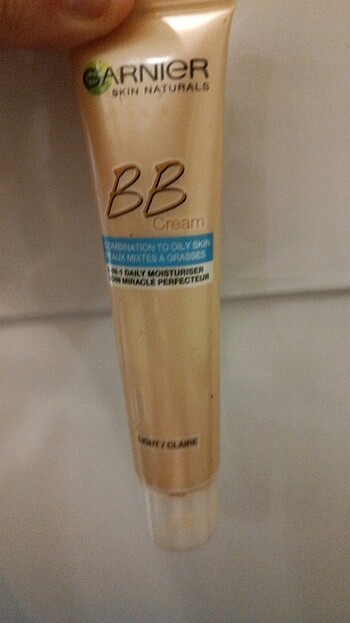 GARNIER
SKIN NATURALS
BB
Cream
COMBINATION TO OILY SKIN
PEAUX MIXTES À GRASSES
-IN-1 DAILY MOISTURISER
SOIN MIRACLE PERFECTEUR
LIGHT / CLAIRE